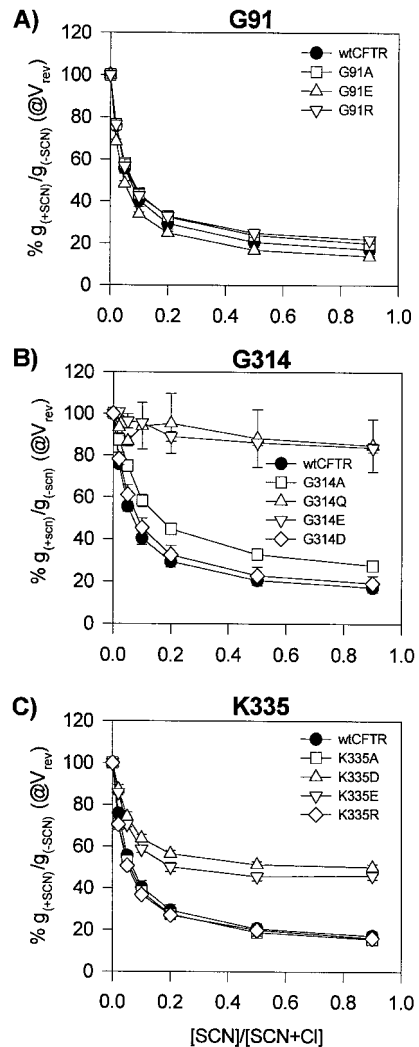 A) G91
% g(+SCN)/g(-SCN) (@Vrev)
120
100
80
60
40
20
0
wtCFTR
G91A
G91E
G91R
0.0 0.2 0.4 0.6 0.8 1.0
B) G314
% g(+scn)/g(-scn) (@Vrev)
120
100
80
60
40
20
0
wtCFTR
G314A
G314Q
G314E
G314D
0.0 0.2 0.4 0.6 0.8 1.0
C) K335
% g(+SCN)/g(-SCN) (@Vrev)
120
100
80
60
40
20
0
wtCFTR
K335A
K335D
K335E
K335R
0.0 0.2 0.4 0.6 0.8 1.0
[SCN]/[SCN+Cl]